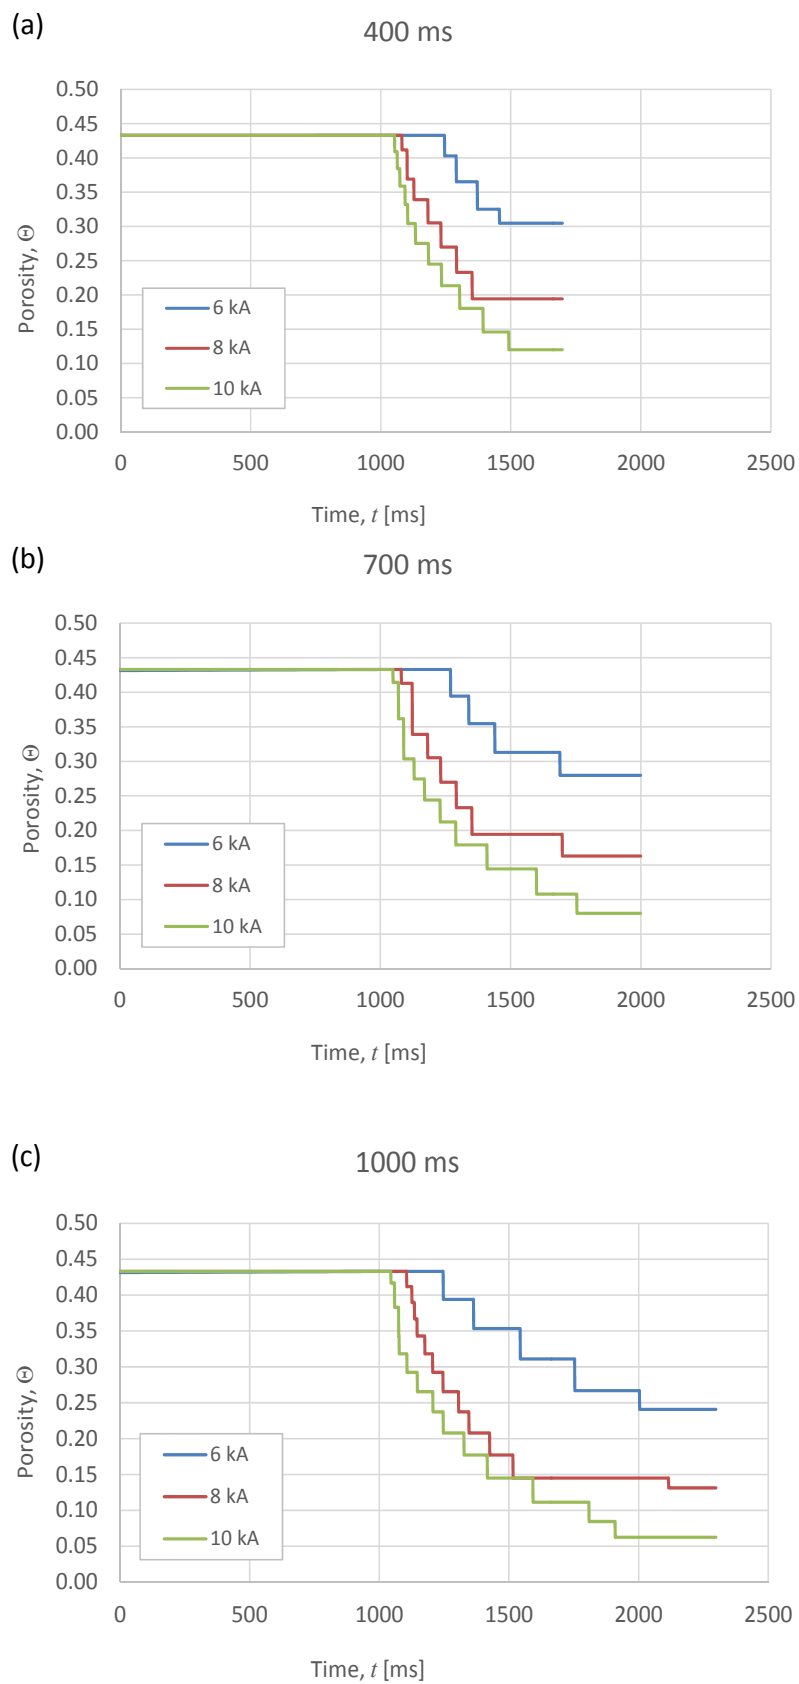 (a)
400 ms
0.50
0.45
0.40
0.35
0.30
0.25
0.20
0.15
0.10
0.05
0.00
Porosity, Θ
6 kA
8 kA
10 kA
0 500 1000 1500 2000 2500
Time, t [ms]
(b)
700 ms
0.50
0.45
0.40
0.35
0.30
0.25
0.20
0.15
0.10
0.05
0.00
Porosity, Θ
6 kA
8 kA
10 kA
0 500 1000 1500 2000 2500
Time, t [ms]
(c)
1000 ms
0.50
0.45
0.40
0.35
0.30
0.25
0.20
0.15
0.10
0.05
0.00
Porosity, Θ
6 kA
8 kA
10 kA
0 500 1000 1500 2000 2500
Time, t [ms]